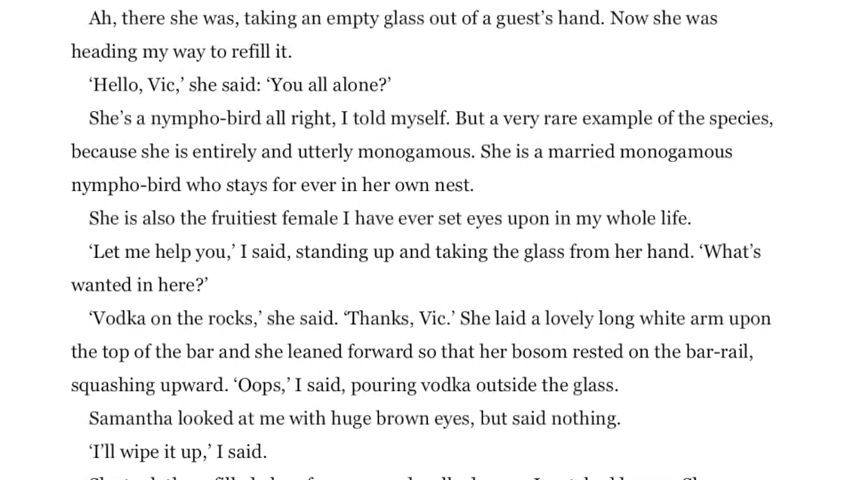 Ah, there she was, taking an empty glass out of a guest’s hand. Now she was
heading my way to refill it.
‘Hello, Vic,’ she said: ‘You all alone?’
She’s a nympho-bird all right, I told myself. But a very rare example of the species,
because she is entirely and utterly monogamous. She is a married monogamous
nympho-bird who stays for ever in her own nest.
She is also the fruitiest female I have ever set eyes upon in my whole life.
‘Let me help you,’ I said, standing up and taking the glass from her hand. ‘What’s
wanted in here?’
‘Vodka on the rocks,’ she said. ‘Thanks, Vic.’ She laid a lovely long white arm upon
the top of the bar and she leaned forward so that her bosom rested on the bar-rail,
squashing upward. ‘Oops,’ I said, pouring vodka outside the glass.
Samantha looked at me with huge brown eyes, but said nothing.
‘I’ll wipe it up,’ I said.